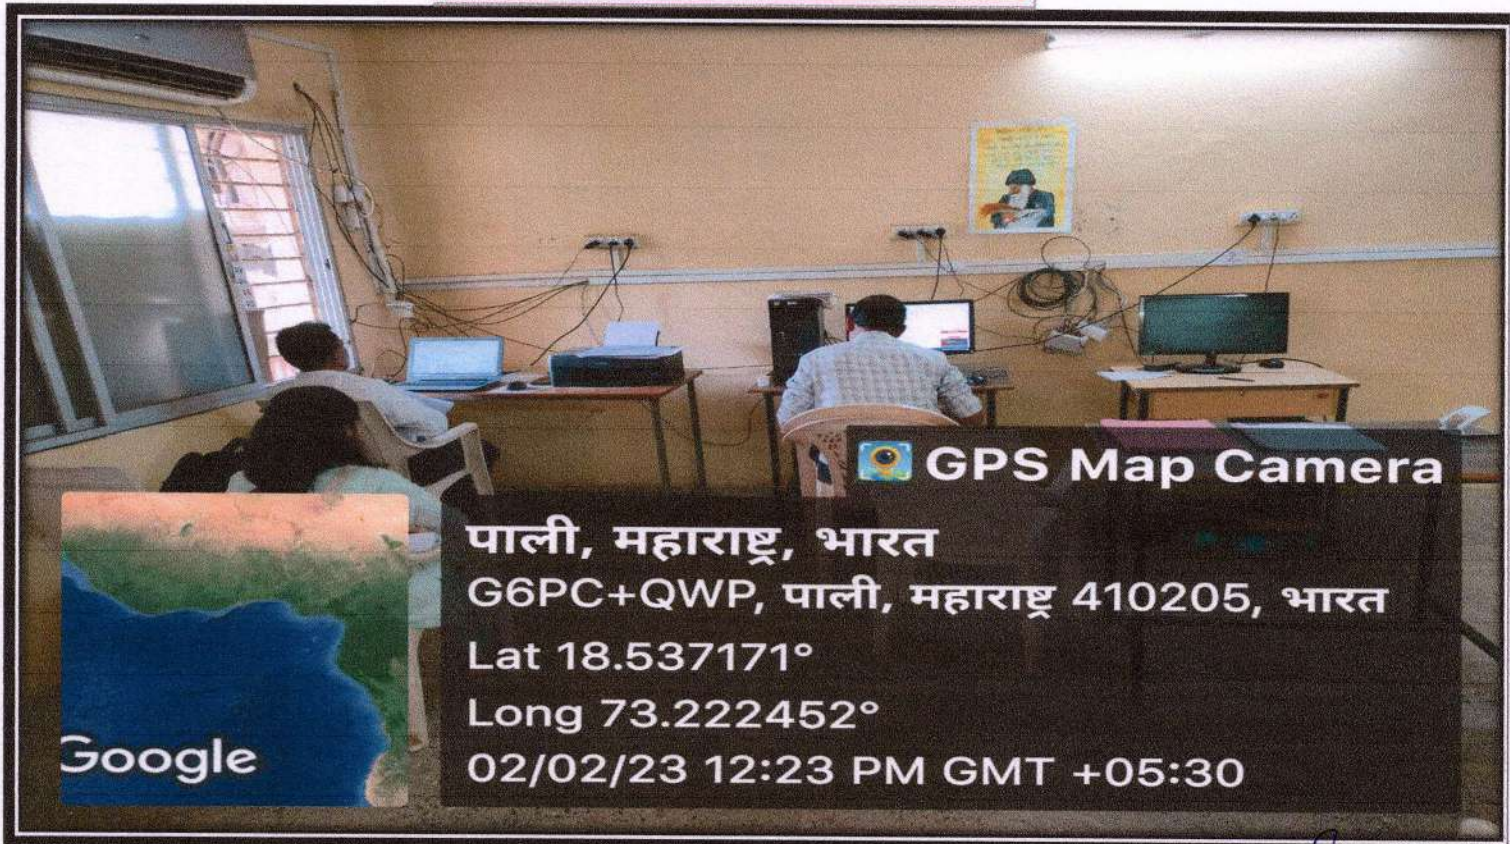 GPS Map Camera
पाली, महाराष्ट्र, भारत
G6PC+QWP, पाली, महाराष्ट्र 410205, भारत
Lat 18.537171°
Long 73.222452°
02/02/23 12:23 PM GMT +05:30
Google